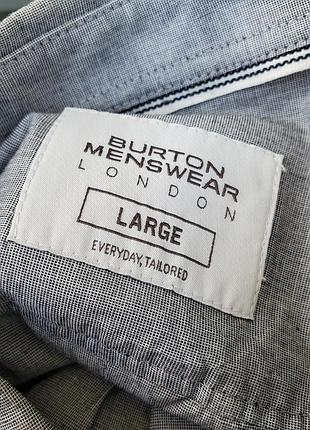 BURTON
MENSWEAR
LONDON
LARGE
EVERYDAY, TAILORED